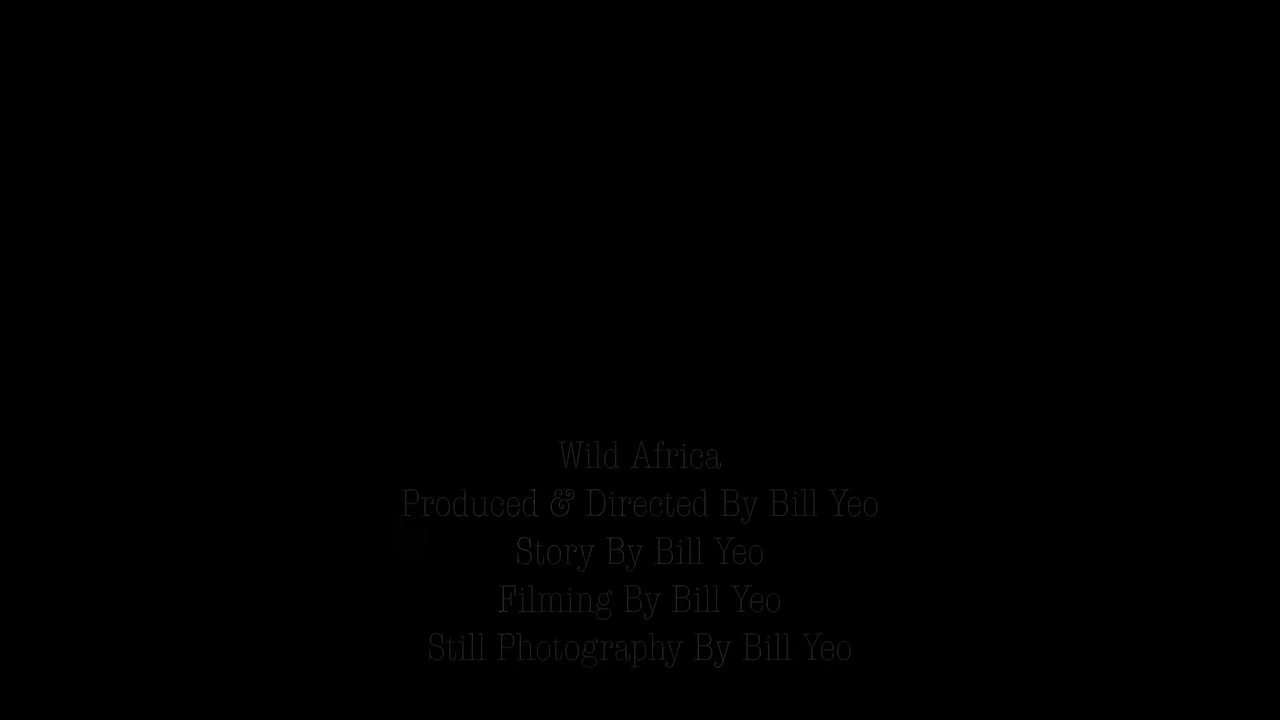 Wild Africa
Produced & Directed By Bill Yeo
Story By Bill Yeo
Filming By Bill Yeo
Still Photography By Bill Yeo